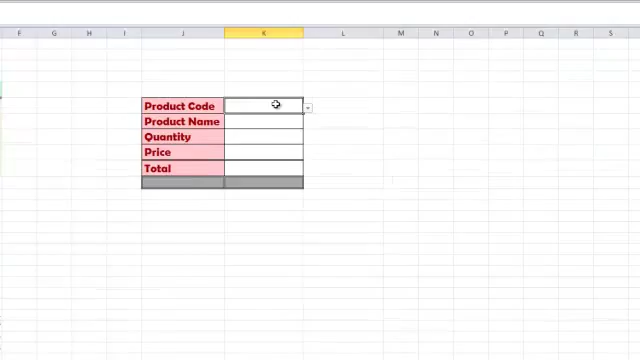 F G H I J K L M N O P Q R S
Product Code
Product Name
Quantity
Price
Total